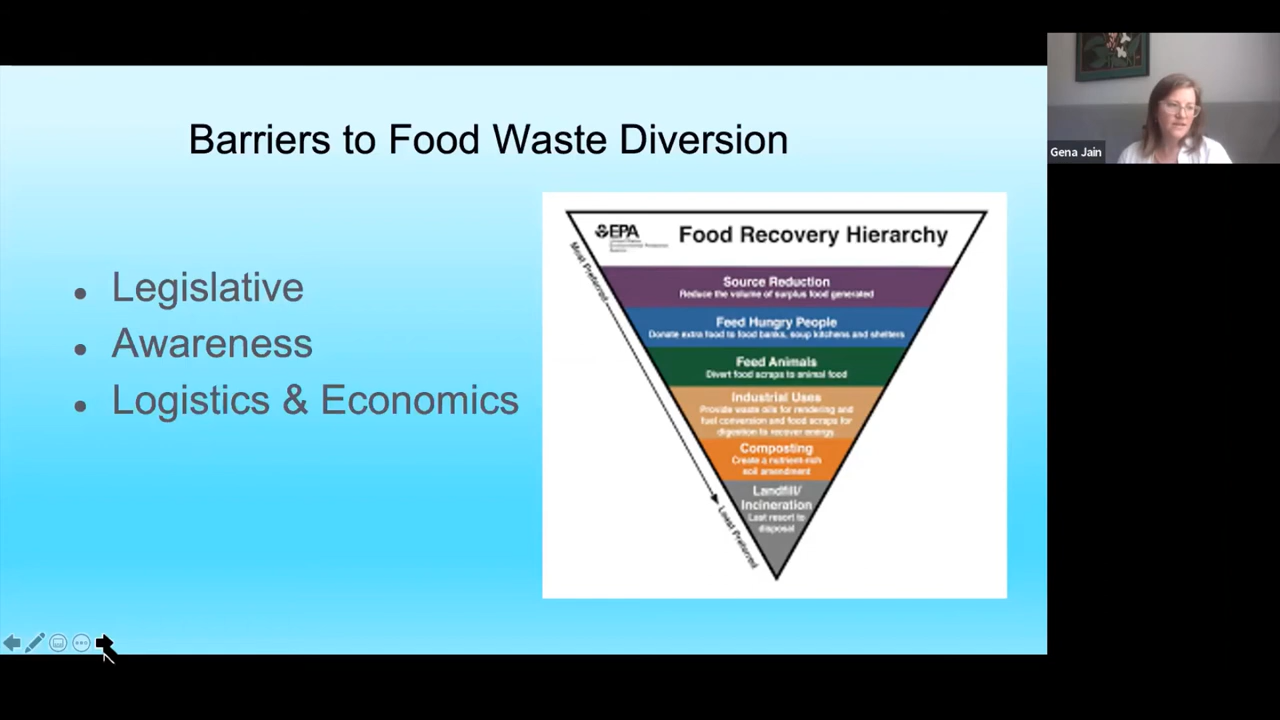 Barriers to Food Waste Diversion
Gena Jain
Legislative
Awareness
Logistics & Economics
EPA
Food Recovery Hierarchy
Most Preferred
Source Reduction
Reduce the volume of surplus food generated
Feed Hungry People
Donate extra food to food banks, soup kitchens and shelters
Feed Animals
Divert food scraps to animal food
Industrial Uses
Provide waste oils for rendering and
fuel conversion and food scraps for
digestion to recover energy
Composting
Create a nutrient-rich
soil amendment
Landfill/
Incineration
Last resort to
disposal
Least Preferred